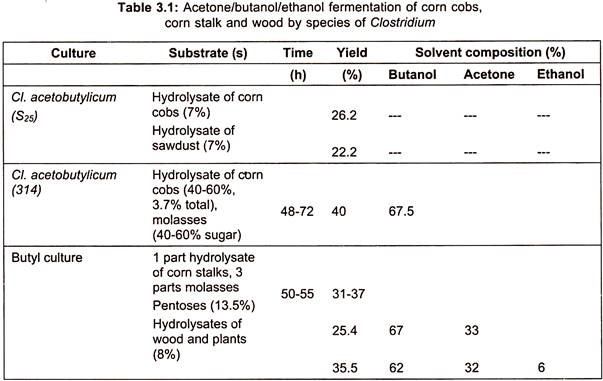 Table 3.1: Acetone/butanol/ethanol fermentation of corn cobs,
corn stalk and wood by species of Clostridium
Culture Substrate (s) Time Yield Solvent composition (%)
(h) (%) Butanol Acetone Ethanol
Cl. acetobutylicum Hydrolysate of corn
(S25) cobs (7%) 26.2 --- --- ---
Hydrolysate of
sawdust (7%) 22.2 --- --- ---
Cl. acetobutylicum Hydrolysate of corn
(314) cobs (40-60%,
3.7% total),
molasses 48-72 40 67.5
(40-60% sugar)
Butyl culture 1 part hydrolysate
of corn stalks, 3
parts molasses 50-55 31-37
Pentoses (13.5%)
Hydrolysates of 25.4 67 33
wood and plants
(8%) 35.5 62 32 6